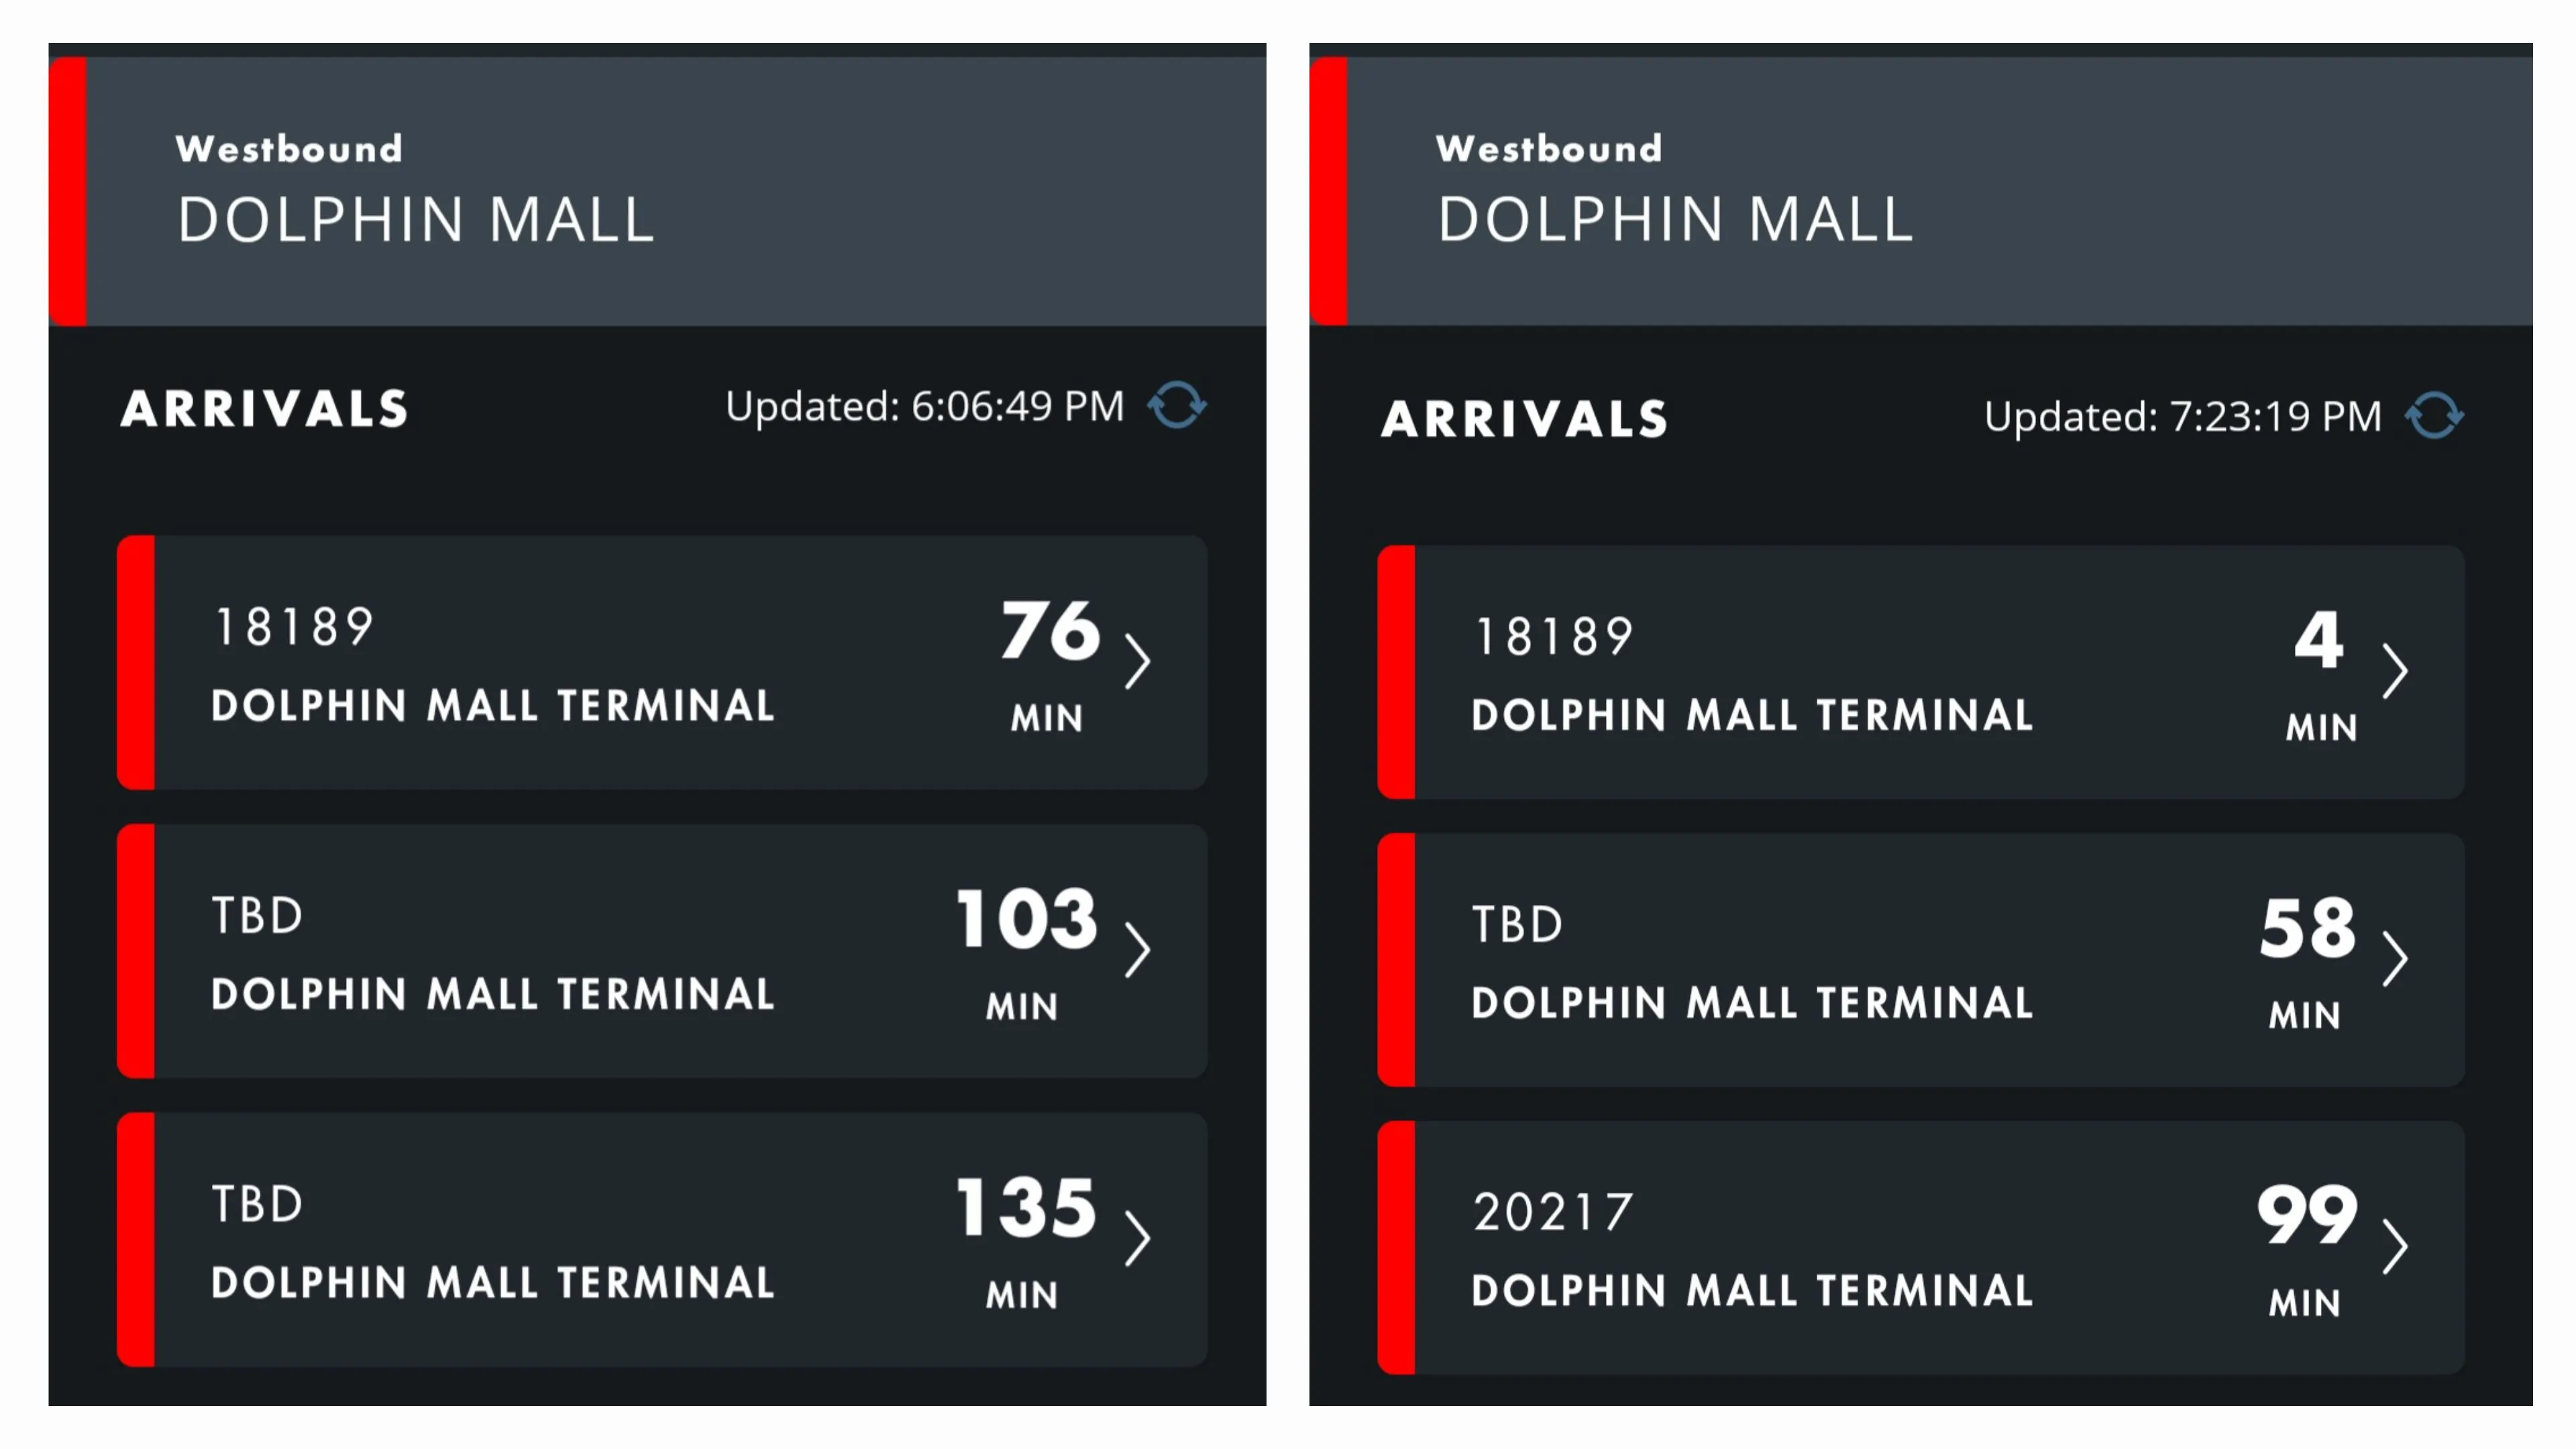 Westbound
DOLPHIN MALL
ARRIVALS
Updated: 6:06:49 PM
18189
76
DOLPHIN MALL TERMINAL
MIN
TBD
103
DOLPHIN MALL TERMINAL
MIN
TBD
135
DOLPHIN MALL TERMINAL
MIN
Westbound
DOLPHIN MALL
ARRIVALS
Updated: 7:23:19 PM
18189
4
DOLPHIN MALL TERMINAL
MIN
TBD
58
DOLPHIN MALL TERMINAL
MIN
20217
99
DOLPHIN MALL TERMINAL
MIN